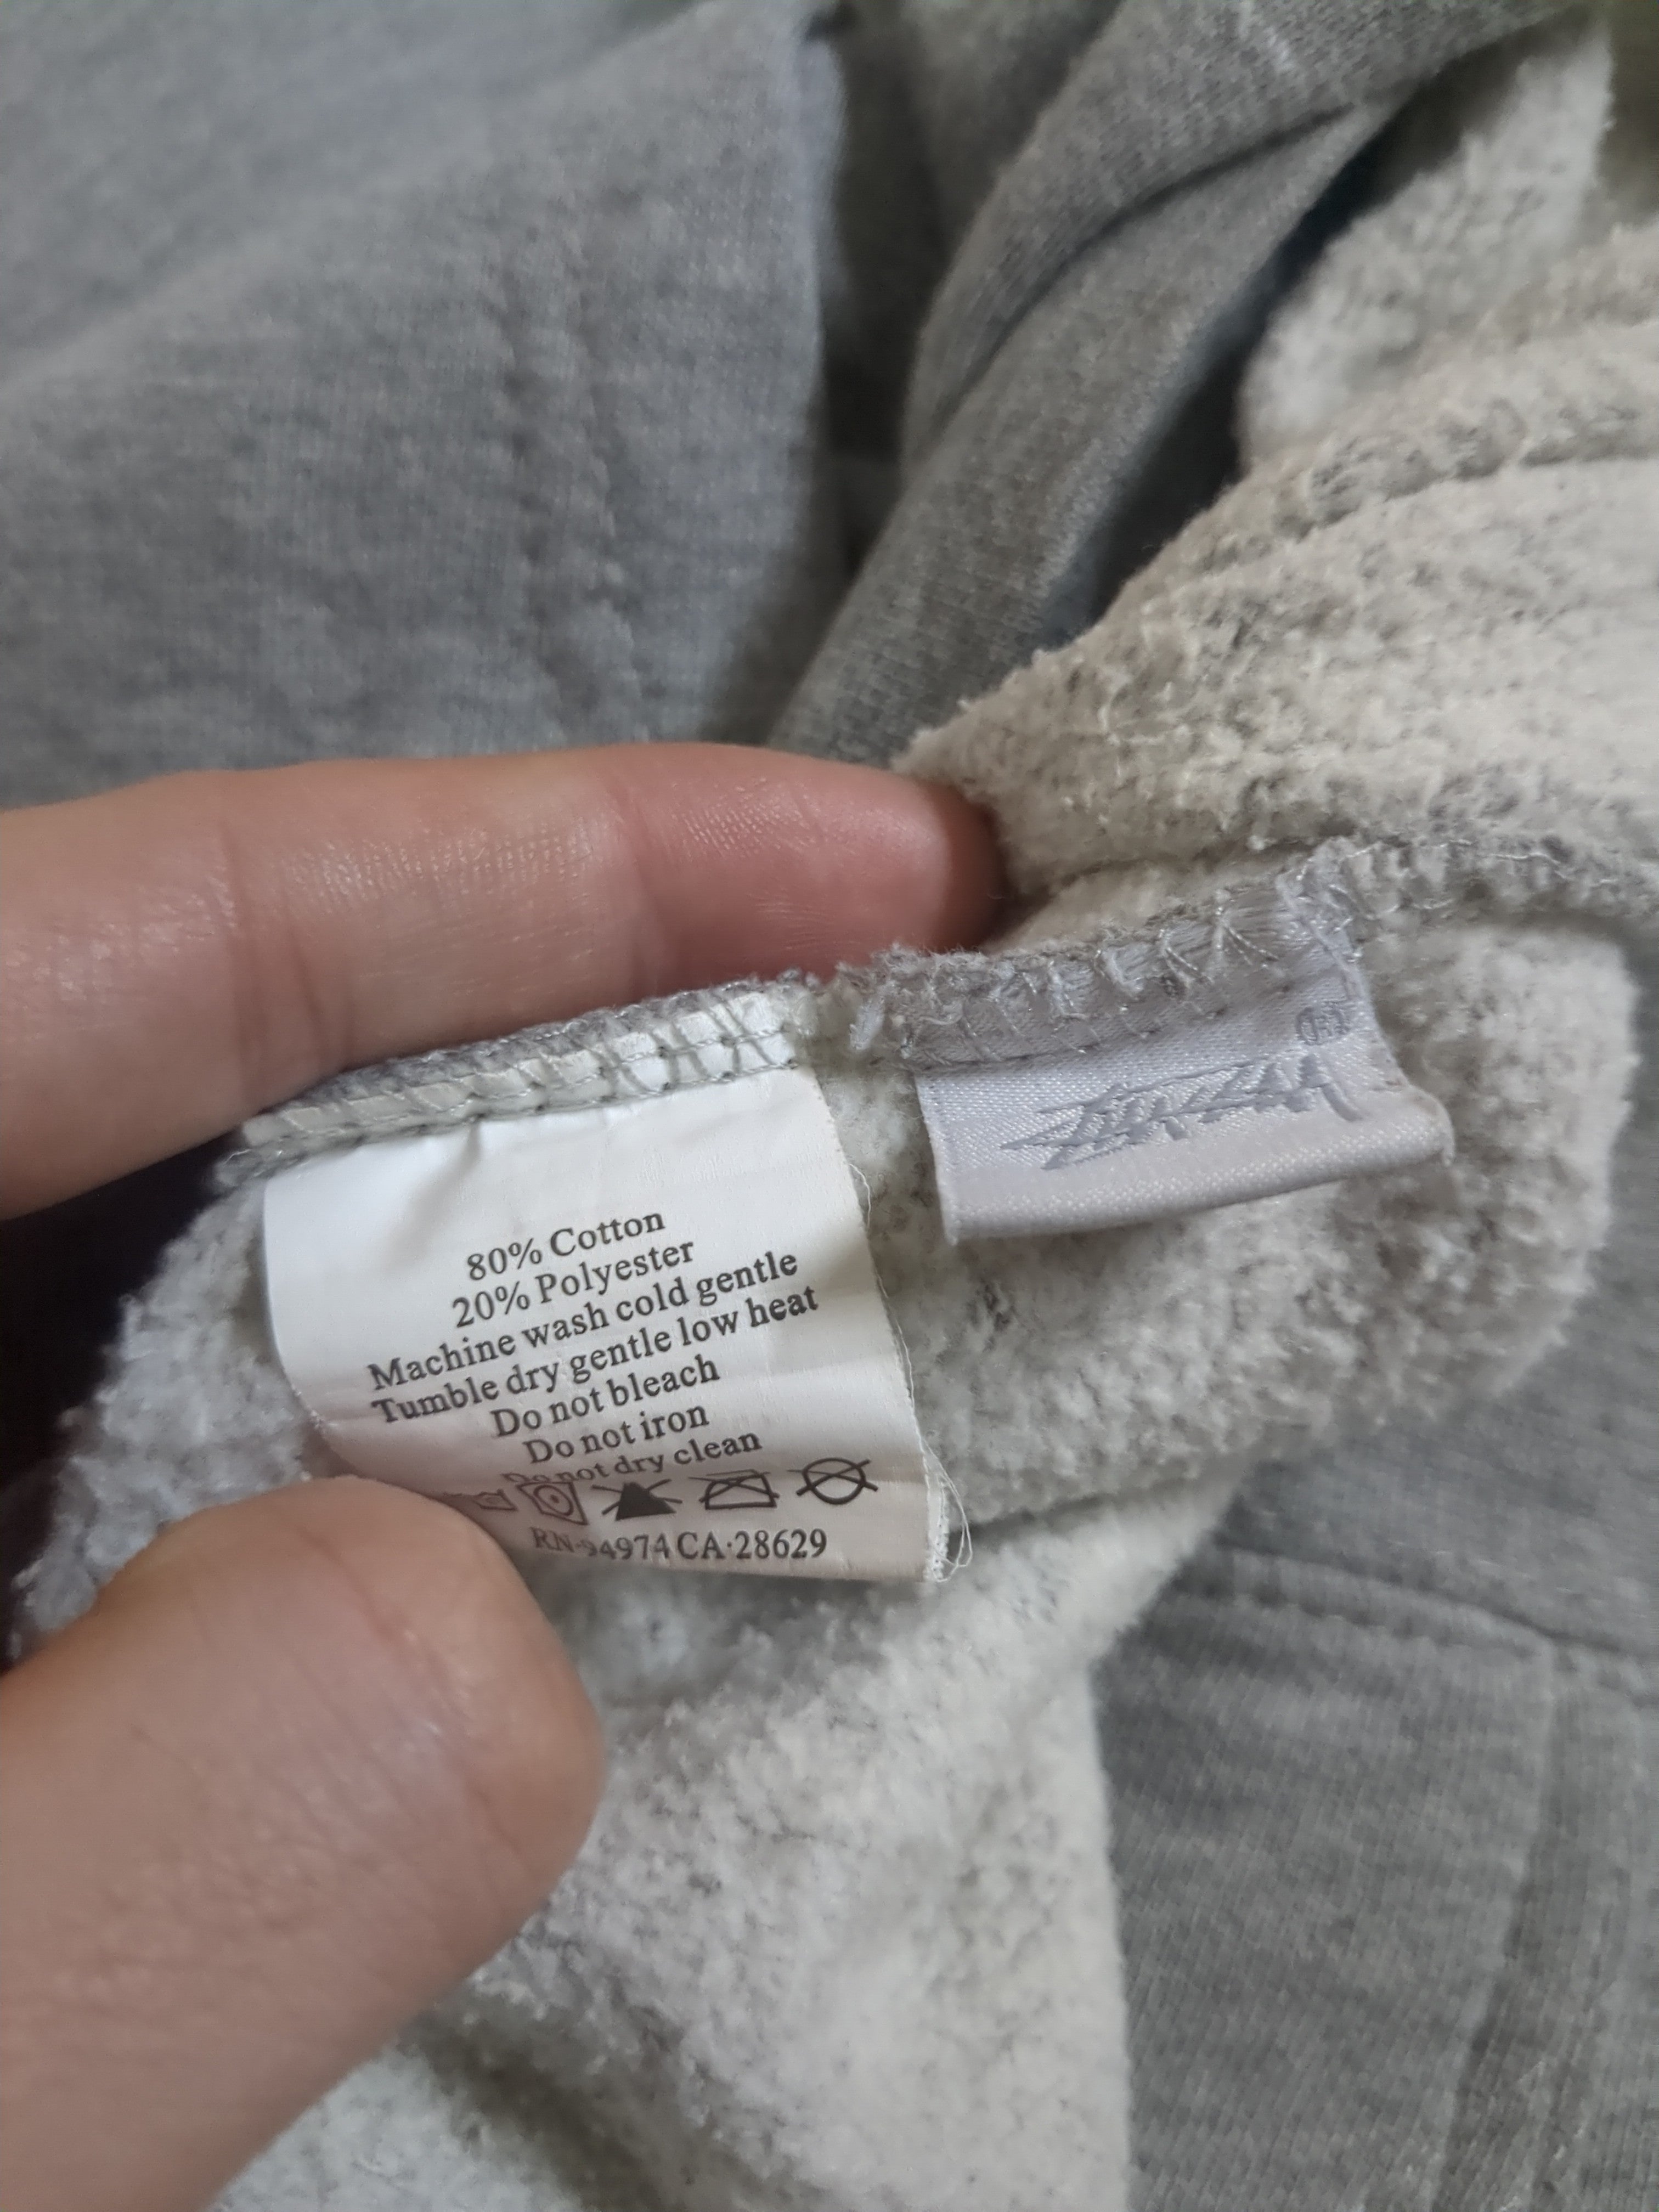 80% Cotton
20% Polyester
Machine wash cold gentle
Tumble dry gentle low heat
Do not bleach
Do not iron
Do not dry clean
RN·94974 CA·28629
®